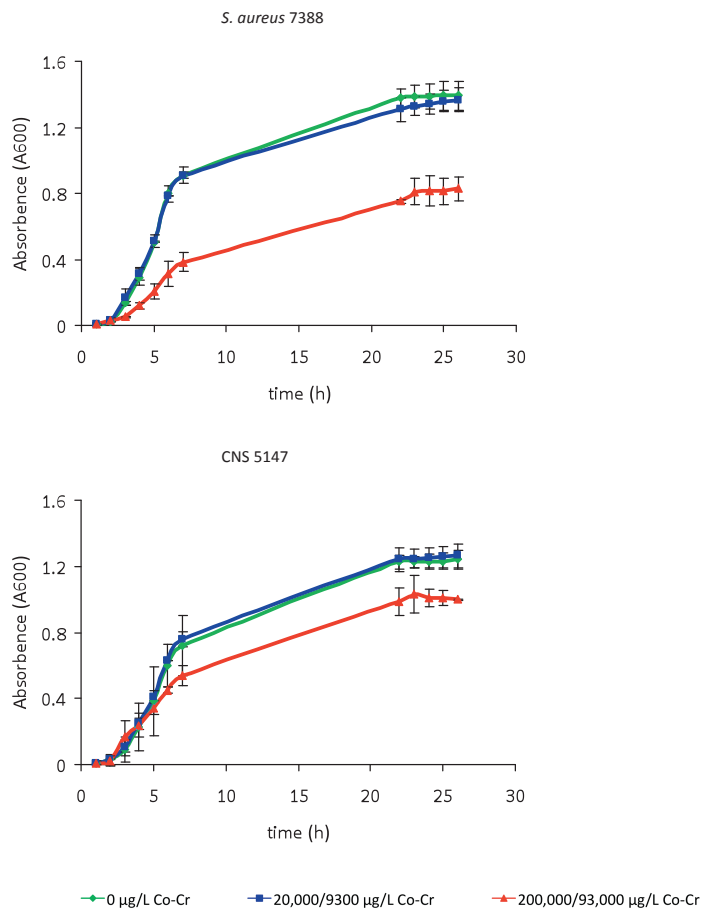 S. aureus 7388
1.6
1.2
0.8
0.4
0
Absorbence (A600)
0 5 10 15 20 25 30
time (h)
CNS 5147
1.6
1.2
0.8
0.4
0
Absorbence (A600)
0 5 10 15 20 25 30
time (h)
0 µg/L Co-Cr 20,000/9300 µg/L Co-Cr 200,000/93,000 µg/L Co-Cr